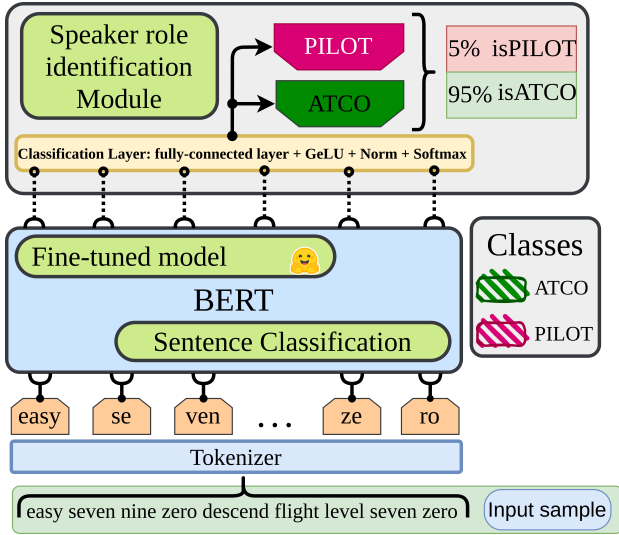 Speaker role
identification
Module
PILOT
ATCO
5% isPILOT
95% isATCO
Classification Layer: fully-connected layer + GeLU + Norm + Softmax
Fine-tuned model
BERT
Sentence Classification
Classes
ATCO
PILOT
easy se ven ... ze ro
Tokenizer
easy seven nine zero descend flight level seven zero
Input sample